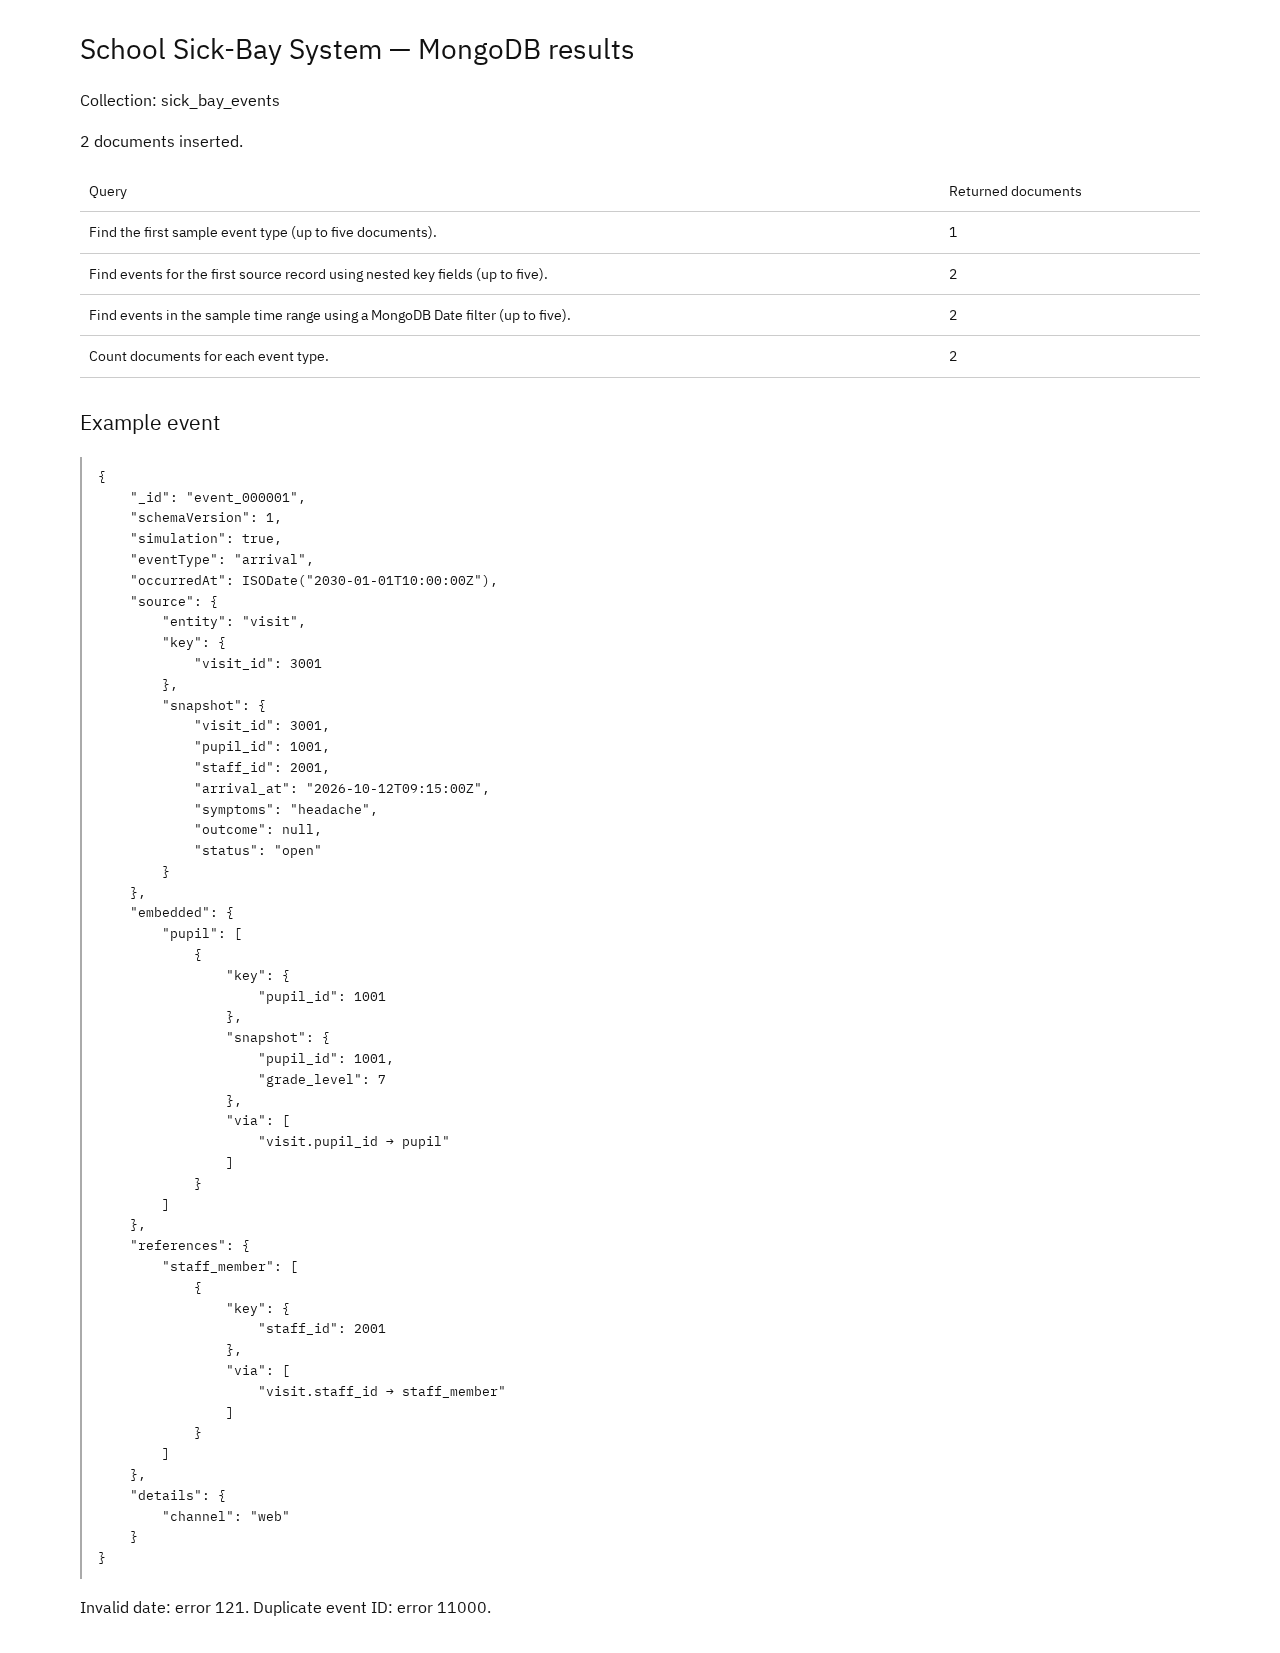 School Sick-Bay System — MongoDB results
Collection: sick_bay_events
2 documents inserted.
Query Returned documents
Find the first sample event type (up to five documents). 1
Find events for the first source record using nested key fields (up to five). 2
Find events in the sample time range using a MongoDB Date filter (up to five). 2
Count documents for each event type. 2
Example event
{
    "_id": "event_000001",
    "schemaVersion": 1,
    "simulation": true,
    "eventType": "arrival",
    "occurredAt": ISODate("2030-01-01T10:00:00Z"),
    "source": {
        "entity": "visit",
        "key": {
            "visit_id": 3001
        },
        "snapshot": {
            "visit_id": 3001,
            "pupil_id": 1001,
            "staff_id": 2001,
            "arrival_at": "2026-10-12T09:15:00Z",
            "symptoms": "headache",
            "outcome": null,
            "status": "open"
        }
    },
    "embedded": {
        "pupil": [
            {
                "key": {
                    "pupil_id": 1001
                },
                "snapshot": {
                    "pupil_id": 1001,
                    "grade_level": 7
                },
                "via": [
                    "visit.pupil_id → pupil"
                ]
            }
        ]
    },
    "references": {
        "staff_member": [
            {
                "key": {
                    "staff_id": 2001
                },
                "via": [
                    "visit.staff_id → staff_member"
                ]
            }
        ]
    },
    "details": {
        "channel": "web"
    }
}
Invalid date: error 121. Duplicate event ID: error 11000.